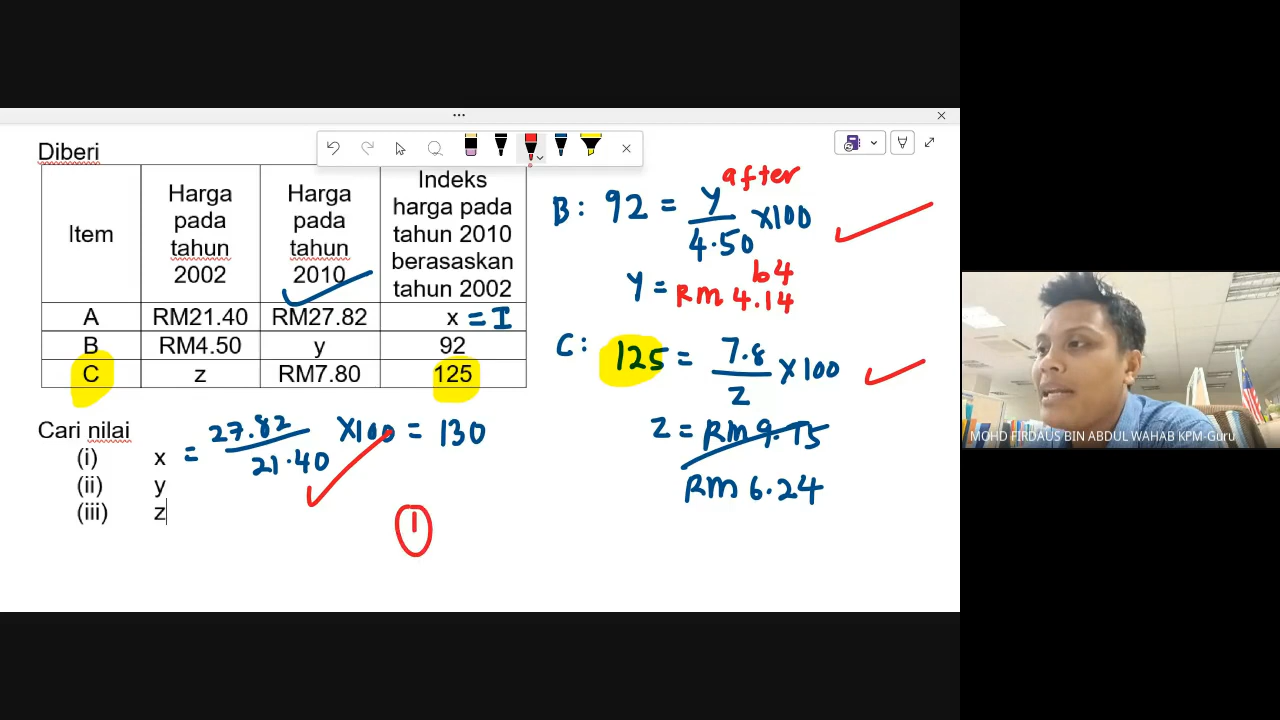 Diberi
Item
Harga pada tahun 2002
Harga pada tahun 2010
Indeks harga pada tahun 2010 berasaskan tahun 2002
A RM21.40 RM27.82 x = I
B RM4.50 y 92
C z RM7.80 125
Cari nilai
(i) x = 27.82/21.40 x100 = 130
(ii) y
(iii) z
1
B: 92 = y/4.50 x100
after
b4
y = RM 4.14
C: 125 = 7.8/z x100
z = RM 9.75
RM 6.24
MOHD FIRDAUS BIN ABDUL WAHAB KPM-Guru